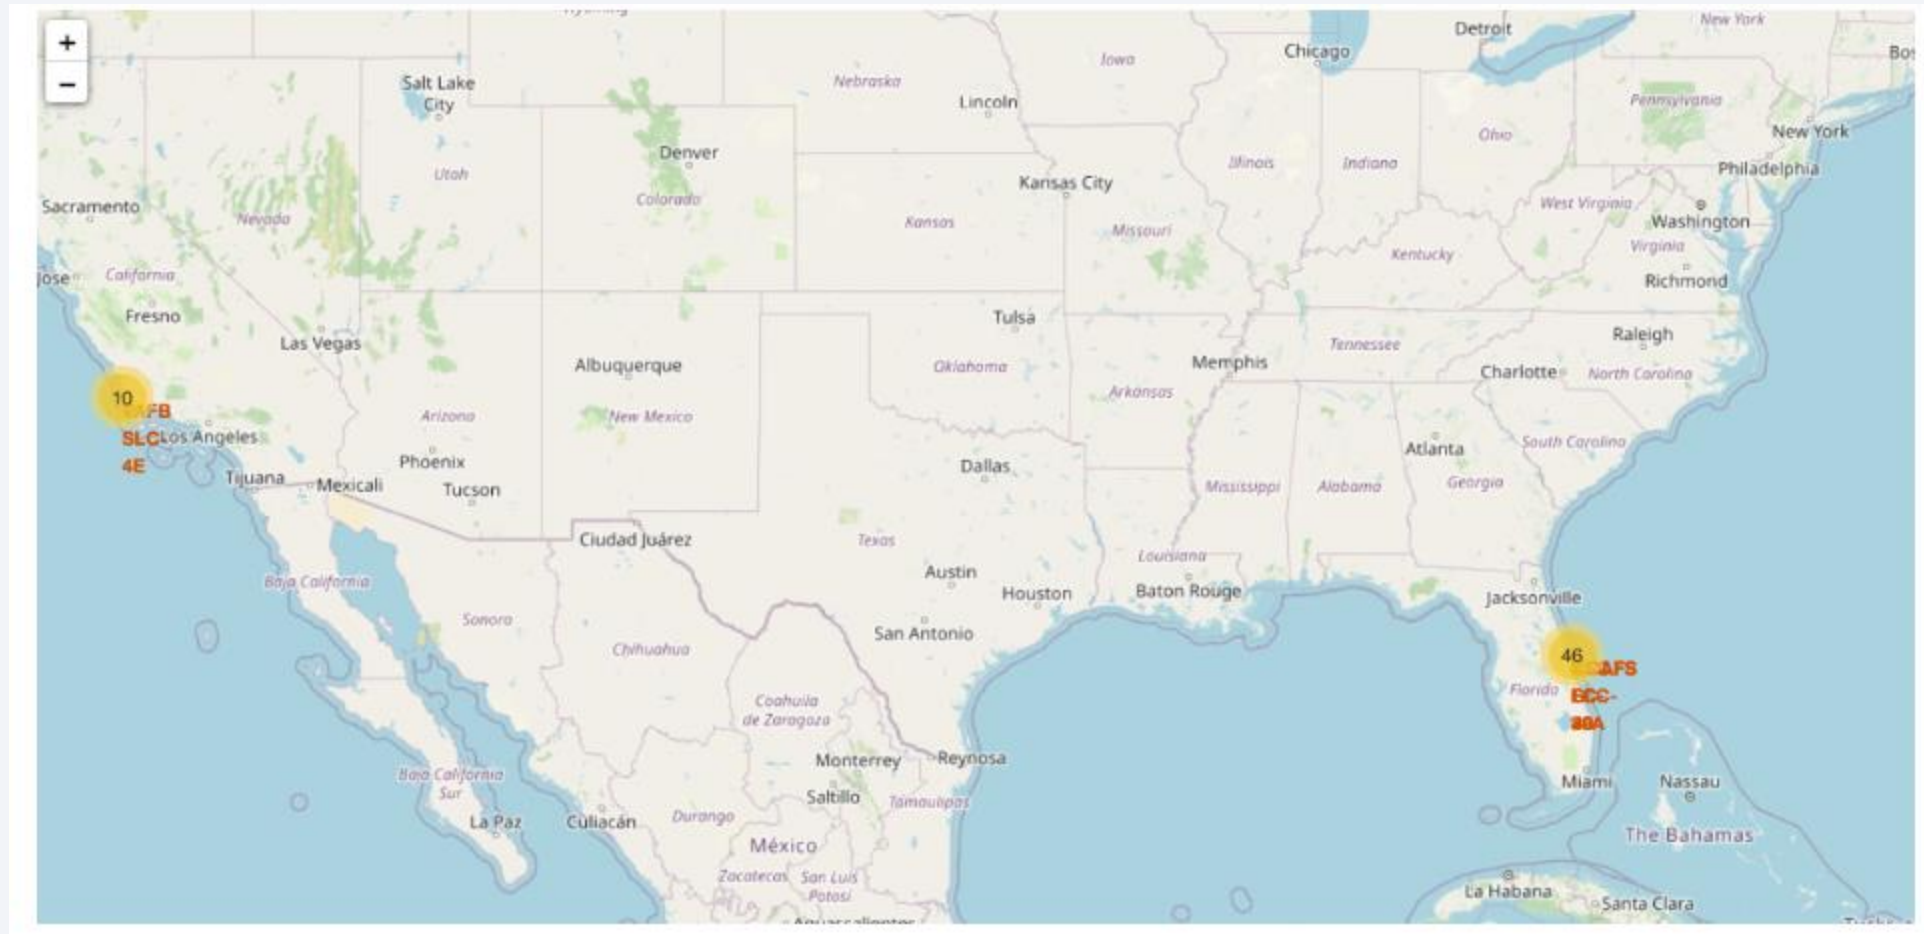 +
−
Wyoming
Detroit
New York
Chicago
Iowa
Salt Lake
City
Nebraska
Lincoln
Pennsylvania
New York
Ohio
Denver
Illinois
Indiana
Philadelphia
Utah
Kansas City
Colorado
Sacramento
Nevada
West Virginia
Washington
Kansas
Missouri
Virginia
Kentucky
Jose
California
Richmond
Fresno
Tulsa
Las Vegas
Raleigh
Tennessee
Albuquerque
Oklahoma
Memphis
Charlotte
North Carolina
Arkansas
10
AFB
Arizona
New Mexico
SLC
Los Angeles
Atlanta
South Carolina
4E
Phoenix
Dallas
Tijuana
Mexicali
Tucson
Mississippi
Alabama
Georgia
Ciudad Juárez
Texas
Louisiana
Austin
Baja California
Houston
Baton Rouge
Jacksonville
Sonora
San Antonio
Chihuahua
46
AFS
Florida
Coahuila
de Zaragoza
Monterrey
Reynosa
Baja California
Sur
Saltillo
Tamaulipas
Miami
Nassau
La Paz
Culiacán
Durango
The Bahamas
México
Zacatecas
San Luis
Potosí
La Habana
Santa Clara
Aguascalientes